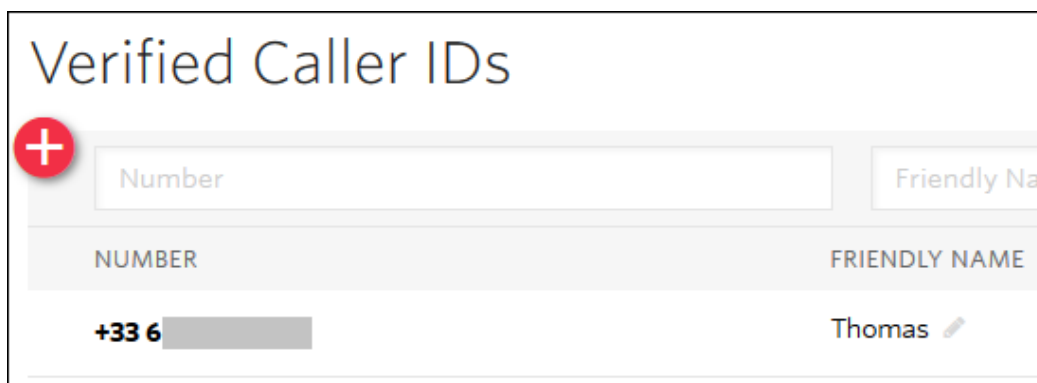 Verified Caller IDs
Number
Friendly Na
NUMBER
FRIENDLY NAME
+33 6
Thomas